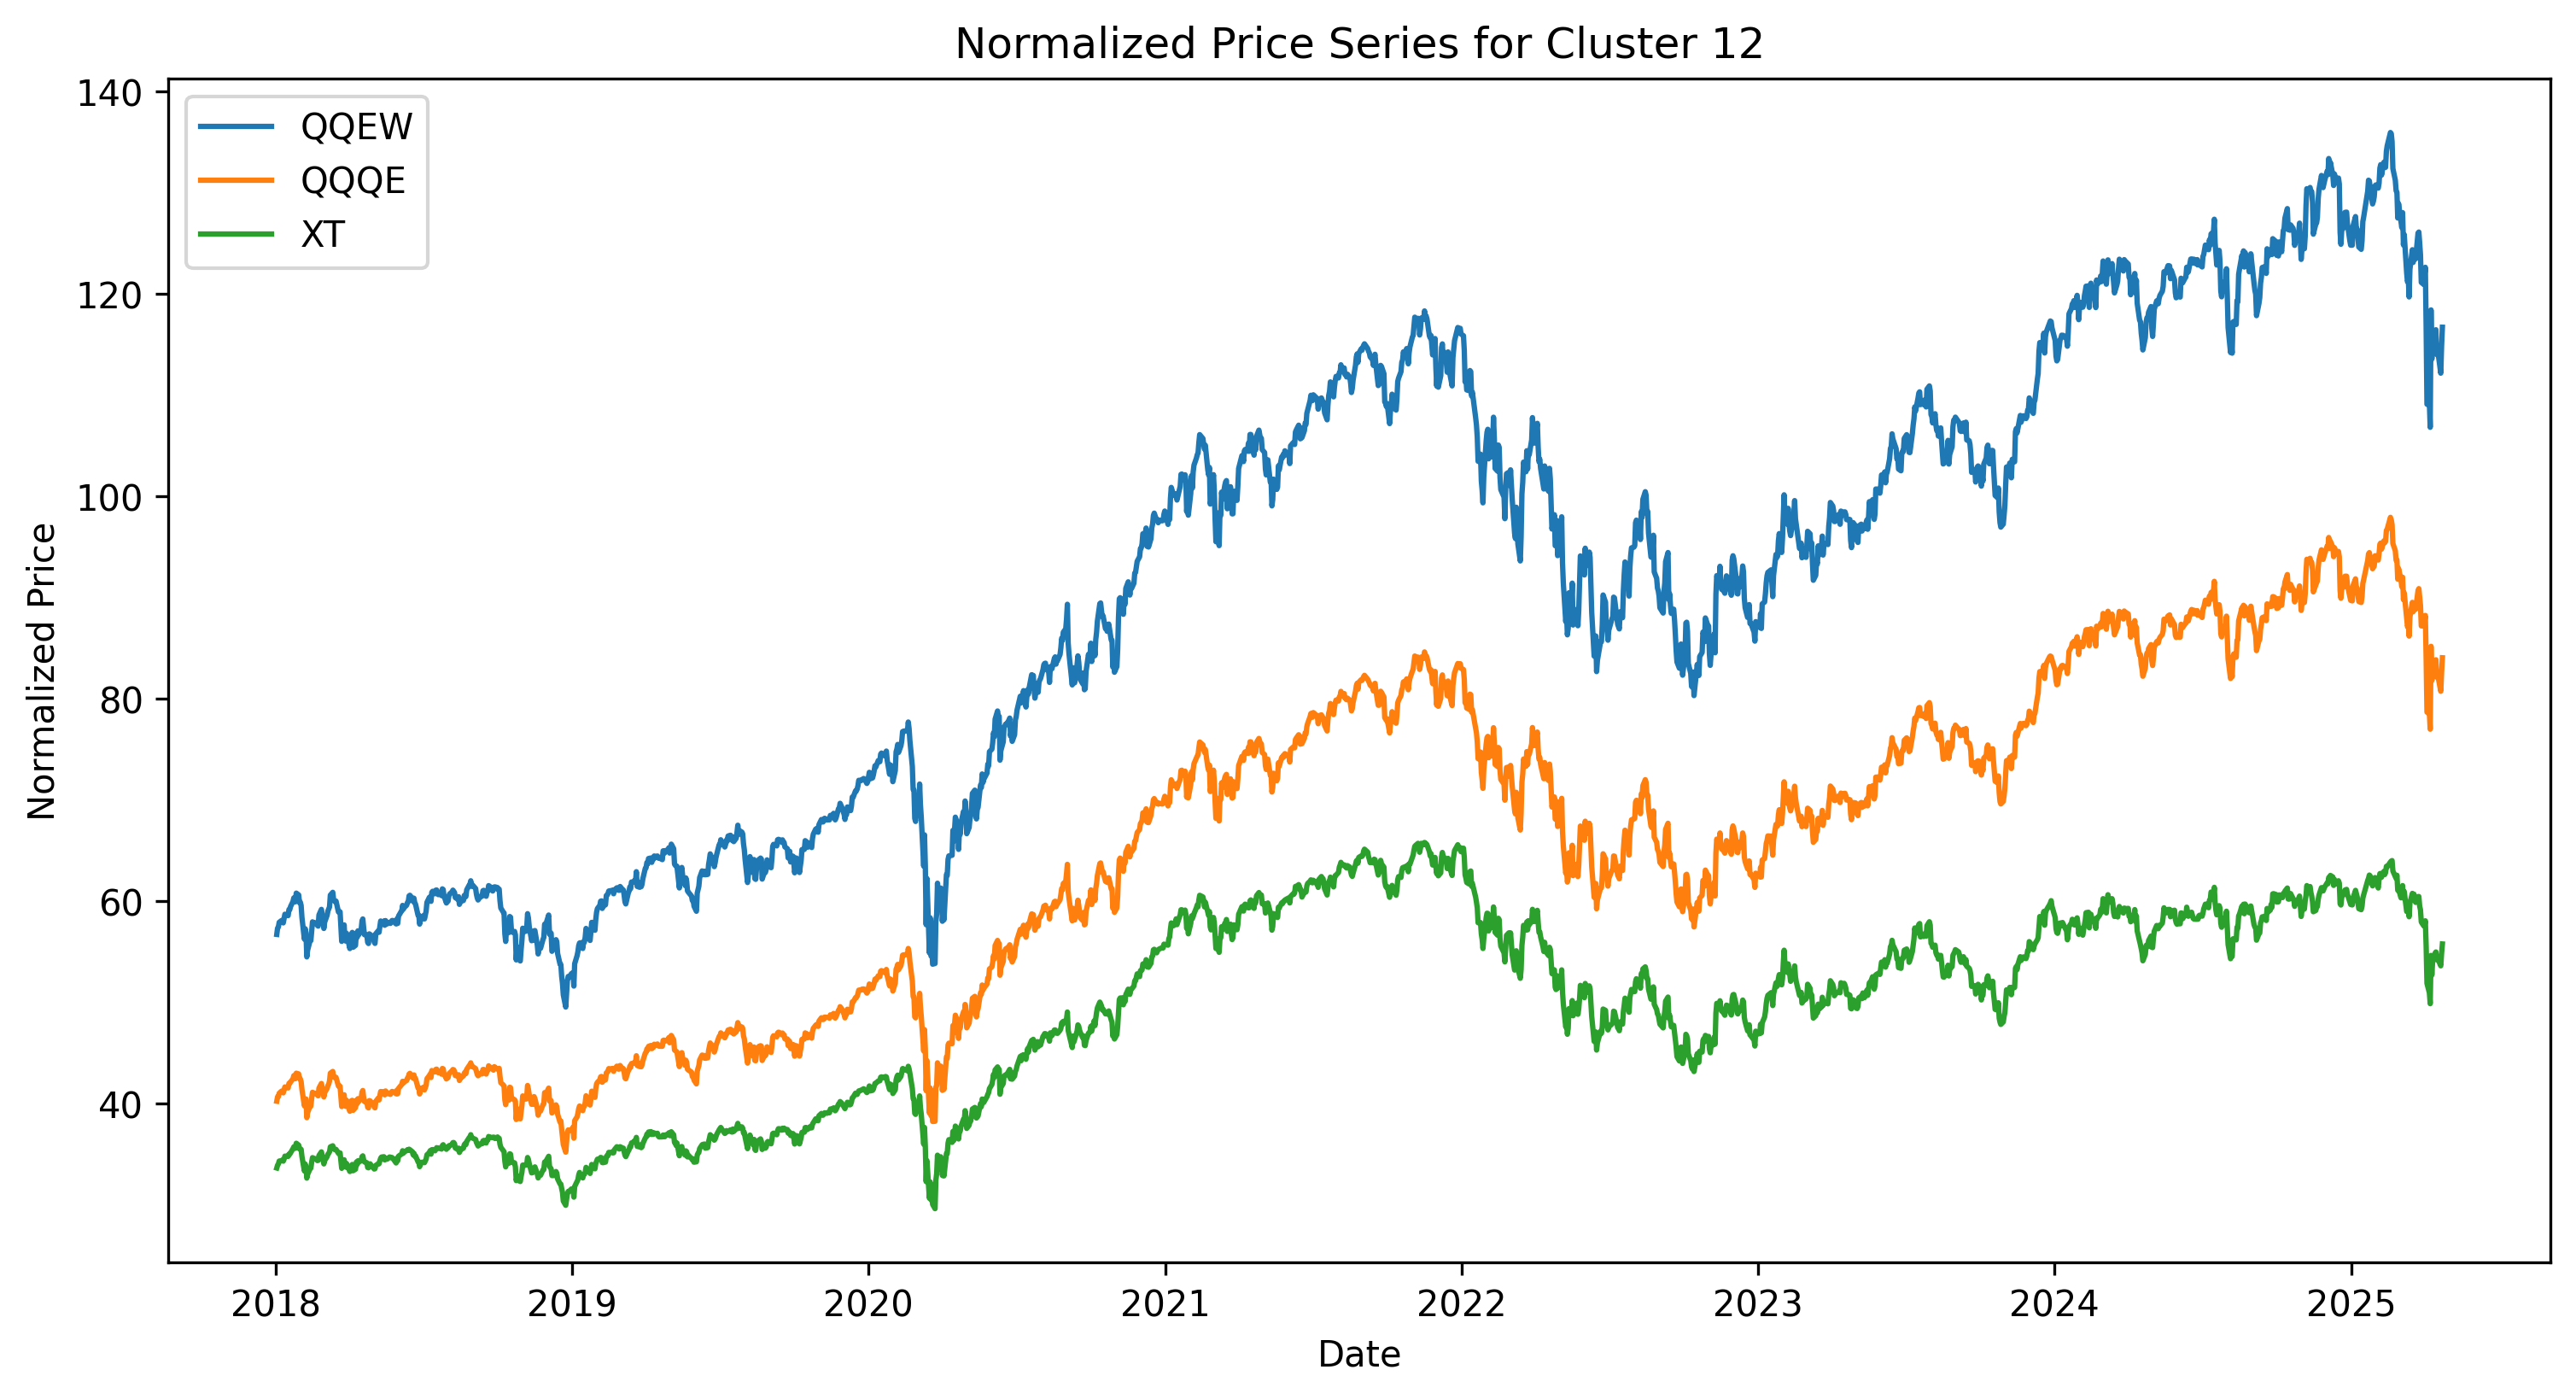 Normalized Price Series for Cluster 12
QQEW
QQQE
XT
Normalized Price
140
120
100
80
60
40
2018 2019 2020 2021 2022 2023 2024 2025
Date